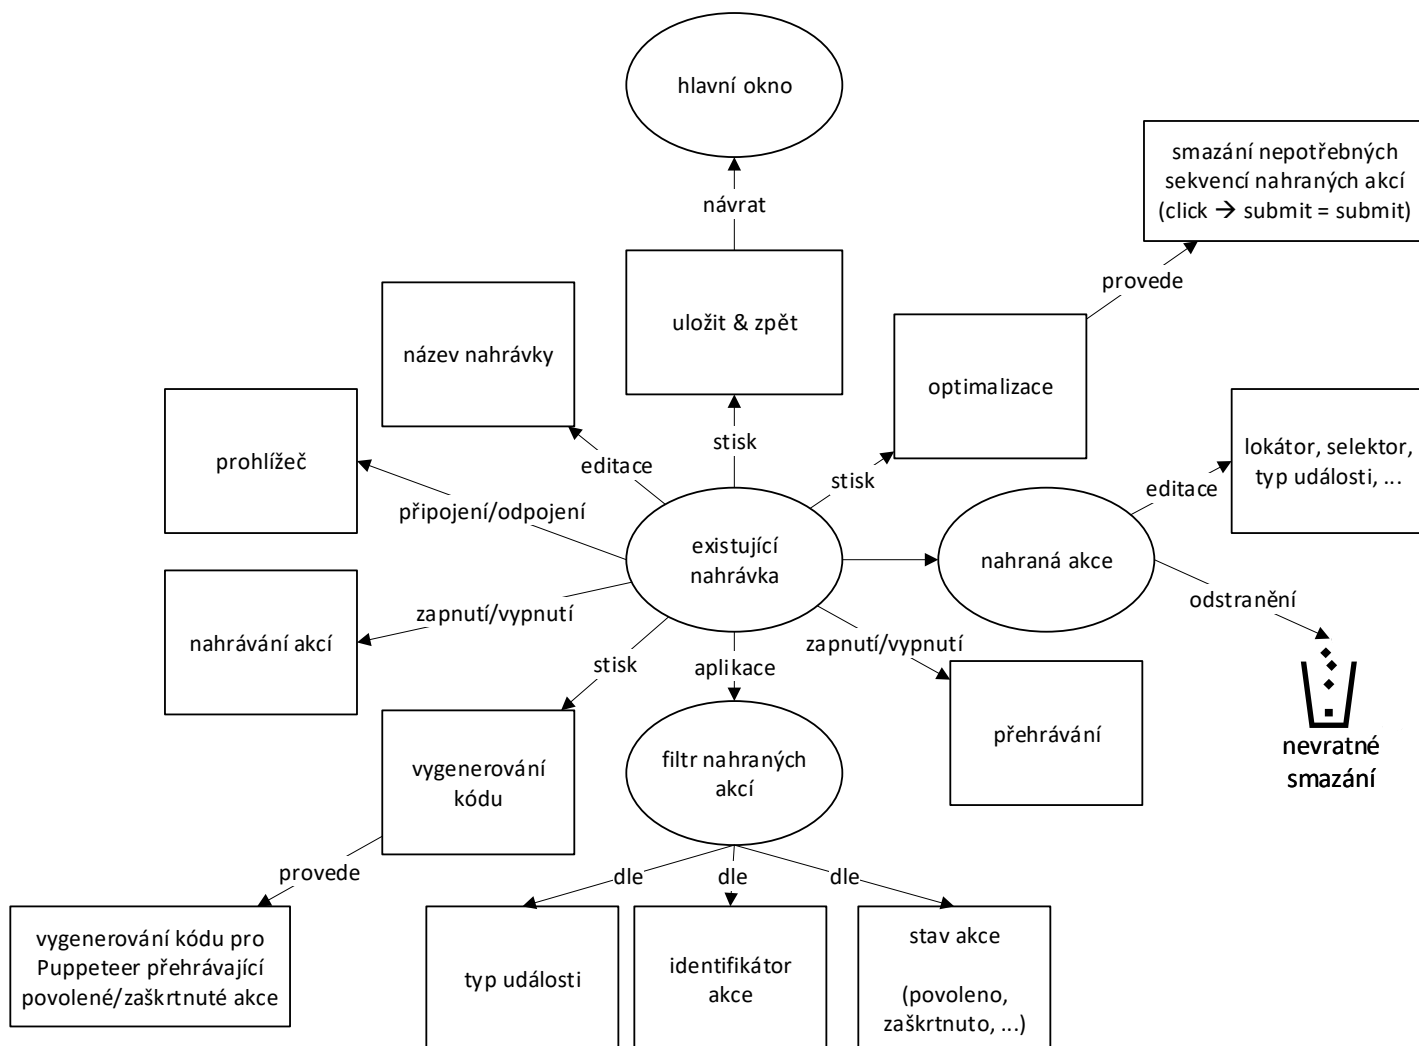 hlavní okno
smazání nepotřebných
sekvencí nahraných akcí
(click → submit = submit)
návrat
provede
uložit & zpět
název nahrávky
optimalizace
prohlížeč
stisk
editace
stisk
lokátor, selektor,
typ události, ...
editace
připojení/odpojení
existující
nahrávka
nahraná akce
odstranění
nahrávání akcí
zapnutí/vypnutí
zapnutí/vypnutí
stisk
aplikace
přehrávání
nevratné
smazání
vygenerování
kódu
filtr nahraných
akcí
provede
dle
dle
dle
vygenerování kódu pro
Puppeteer přehrávající
povolené/zaškrtnuté akce
typ události
identifikátor
akce
stav akce
(povoleno,
zaškrtnuto, ...)